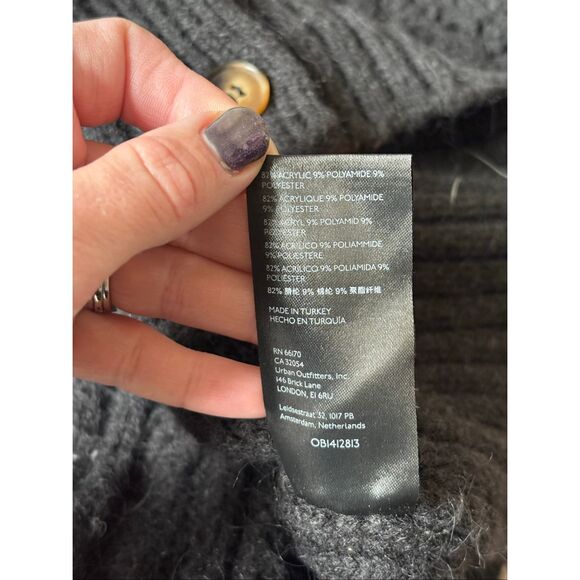 82% ACRYLIC 9% POLYAMIDE 9%
POLYESTER
82% ACRYLIQUE 9% POLYAMIDE
9% POLYESTER
82% ACRYL 9% POLYAMID 9%
POLYESTER
82% ACRILICO 9% POLIAMMIDE
9% POLIESTERE
82% ACRÍLICO 9% POLIAMIDA 9%
POLIÉSTER
82% 腈纶 9% 锦纶 9% 聚酯纤维
MADE IN TURKEY
HECHO EN TURQUÍA
RN 66170
CA 32054
Urban Outfitters, Inc.
146 Brick Lane
LONDON, E1 6RU
Leidsestraat 32, 1017 PB
Amsterdam, Netherlands
OB1412813